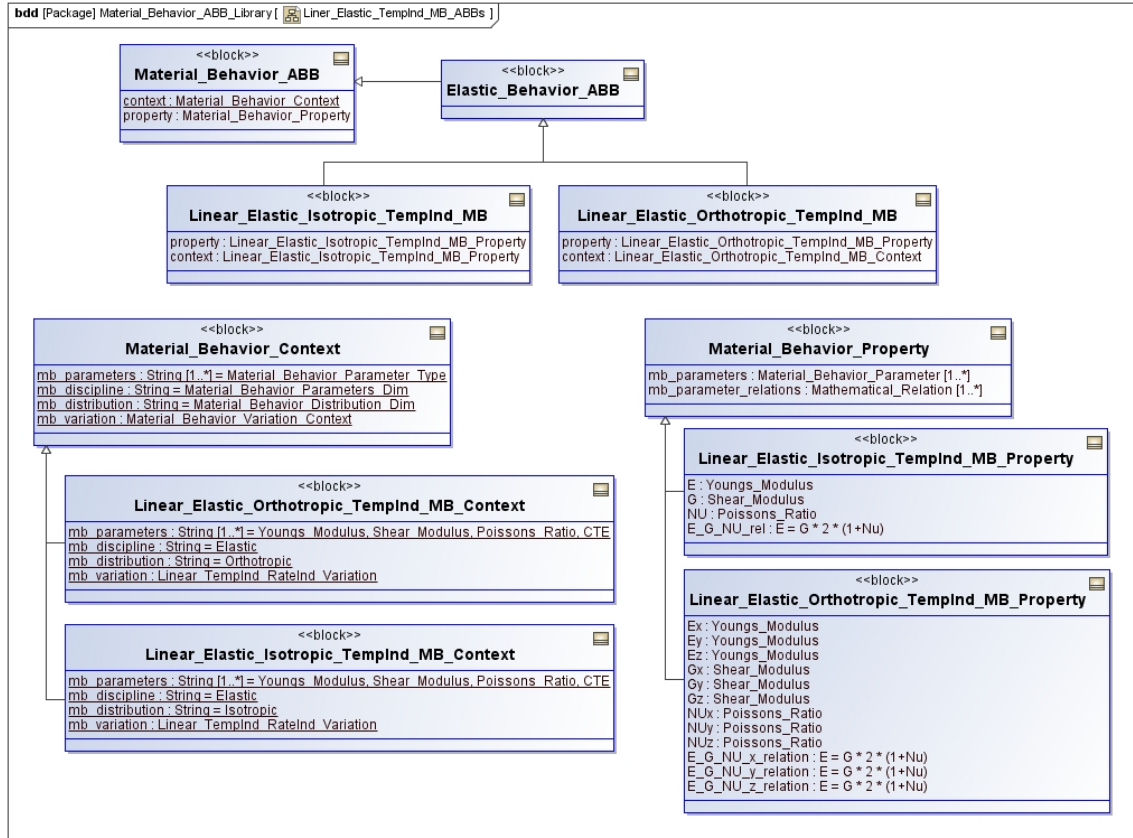 bdd [Package] Material_Behavior_ABB_Library [ Liner_Elastic_TempInd_MB_ABBs ]
<<block>>
Material_Behavior_ABB
context : Material_Behavior_Context
property : Material_Behavior_Property
<<block>>
Elastic_Behavior_ABB
<<block>>
Linear_Elastic_Isotropic_TempInd_MB
property : Linear_Elastic_Isotropic_TempInd_MB_Property
context : Linear_Elastic_Isotropic_TempInd_MB_Property
<<block>>
Linear_Elastic_Orthotropic_TempInd_MB
property : Linear_Elastic_Orthotropic_TempInd_MB_Property
context : Linear_Elastic_Orthotropic_TempInd_MB_Context
<<block>>
Material_Behavior_Context
mb_parameters : String [1..*] = Material_Behavior_Parameter_Type
mb_discipline : String = Material_Behavior_Parameters_Dim
mb_distribution : String = Material_Behavior_Distribution_Dim
mb_variation : Material_Behavior_Variation_Context
<<block>>
Linear_Elastic_Orthotropic_TempInd_MB_Context
mb_parameters : String [1..*] = Youngs_Modulus, Shear_Modulus, Poissons_Ratio, CTE
mb_discipline : String = Elastic
mb_distribution : String = Orthotropic
mb_variation : Linear_TempInd_RateInd_Variation
<<block>>
Linear_Elastic_Isotropic_TempInd_MB_Context
mb_parameters : String [1..*] = Youngs_Modulus, Shear_Modulus, Poissons_Ratio, CTE
mb_discipline : String = Elastic
mb_distribution : String = Isotropic
mb_variation : Linear_TempInd_RateInd_Variation
<<block>>
Material_Behavior_Property
mb_parameters : Material_Behavior_Parameter [1..*]
mb_parameter_relations : Mathematical_Relation [1..*]
<<block>>
Linear_Elastic_Isotropic_TempInd_MB_Property
E : Youngs_Modulus
G : Shear_Modulus
NU : Poissons_Ratio
E_G_NU_rel : E = G * 2 * (1+Nu)
<<block>>
Linear_Elastic_Orthotropic_TempInd_MB_Property
Ex : Youngs_Modulus
Ey : Youngs_Modulus
Ez : Youngs_Modulus
Gx : Shear_Modulus
Gy : Shear_Modulus
Gz : Shear_Modulus
NUx : Poissons_Ratio
NUy : Poissons_Ratio
NUz : Poissons_Ratio
E_G_NU_x_relation : E = G * 2 * (1+Nu)
E_G_NU_y_relation : E = G * 2 * (1+Nu)
E_G_NU_z_relation : E = G * 2 * (1+Nu)